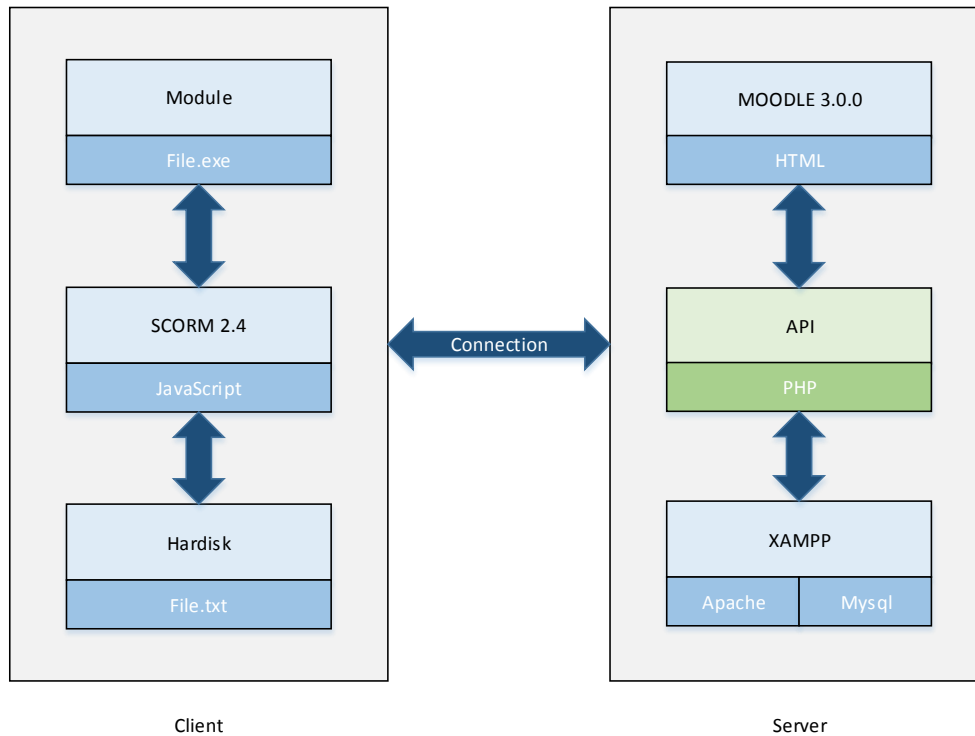 Module
File.exe
SCORM 2.4
JavaScript
Hardisk
File.txt
Client
Connection
MOODLE 3.0.0
HTML
API
PHP
XAMPP
Apache
Mysql
Server